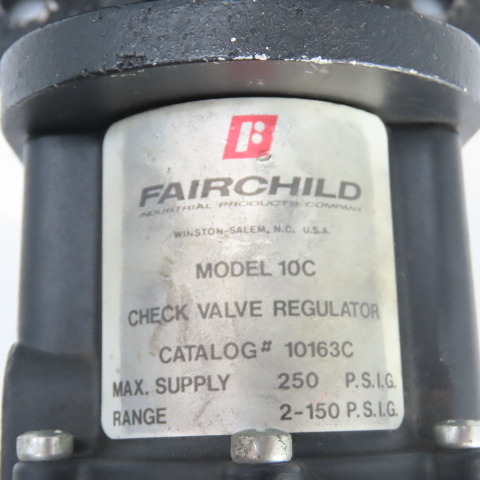 FAIRCHILD
INDUSTRIAL PRODUCTS COMPANY
WINSTON-SALEM, N.C. U.S.A.
MODEL 10C
CHECK VALVE REGULATOR
CATALOG# 10163C
MAX. SUPPLY 250 P.S.I.G.
RANGE 2-150 P.S.I.G.